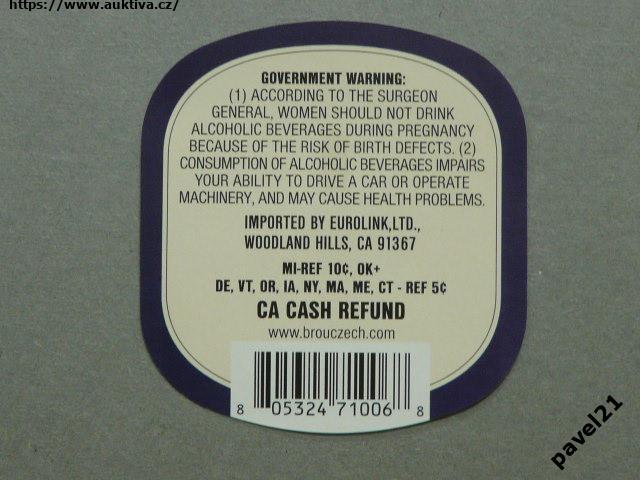 https://www.auktiva.cz/
GOVERNMENT WARNING:
(1) ACCORDING TO THE SURGEON
GENERAL, WOMEN SHOULD NOT DRINK
ALCOHOLIC BEVERAGES DURING PREGNANCY
BECAUSE OF THE RISK OF BIRTH DEFECTS. (2)
CONSUMPTION OF ALCOHOLIC BEVERAGES IMPAIRS
YOUR ABILITY TO DRIVE A CAR OR OPERATE
MACHINERY, AND MAY CAUSE HEALTH PROBLEMS.
IMPORTED BY EUROLINK,LTD.,
WOODLAND HILLS, CA 91367
MI-REF 10¢, OK+
DE, VT, OR, IA, NY, MA, ME, CT - REF 5¢
CA CASH REFUND
www.brouczech.com
8 05324 71006 8
pavel21